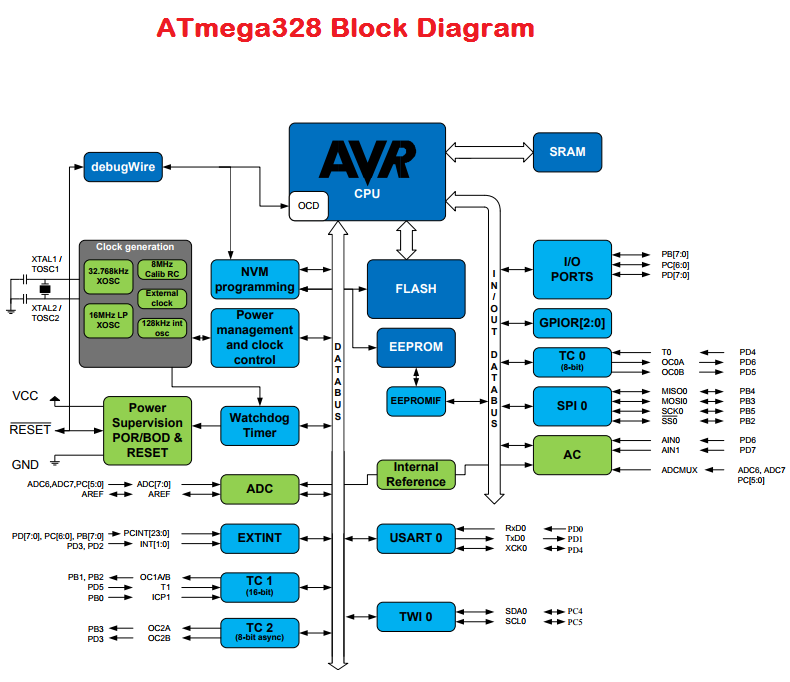 ATmega328 Block Diagram
AVR
CPU
OCD
SRAM
debugWire
Clock generation
XTAL1 /
TOSC1
XTAL2 /
TOSC2
32.768kHz
XOSC
8MHz
Calib RC
External
clock
16MHz LP
XOSC
128kHz int
osc
NVM
programming
Power
management
and clock
control
FLASH
EEPROM
EEPROMIF
DATABUS
IN/OUT DATABUS
I/O
PORTS
PB[7:0]
PC[6:0]
PD[7:0]
GPIOR[2:0]
TC 0
(8-bit)
T0 PD4
OC0A PD6
OC0B PD5
SPI 0
MISO0 PB4
MOSI0 PB3
SCK0 PB5
SS0 PB2
AC
AIN0 PD6
AIN1 PD7
ADCMUX ADC6, ADC7
PC[5:0]
VCC
RESET
GND
Power
Supervision
POR/BOD &
RESET
Watchdog
Timer
Internal
Reference
ADC6,ADC7,PC[5:0] ADC[7:0]
AREF AREF
ADC
PD[7:0], PC[6:0], PB[7:0] PCINT[23:0]
PD3, PD2 INT[1:0]
EXTINT
USART 0
RxD0 PD0
TxD0 PD1
XCK0 PD4
PB1, PB2 OC1A/B
PD5 T1
PB0 ICP1
TC 1
(16-bit)
TWI 0
SDA0 PC4
SCL0 PC5
PB3 OC2A
PD3 OC2B
TC 2
(8-bit async)